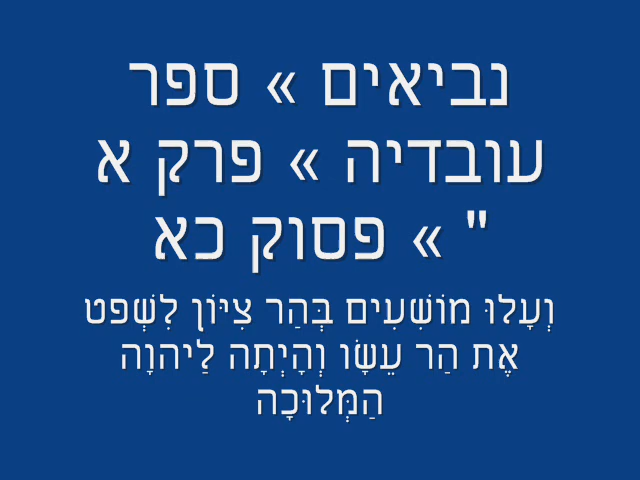 נביאים » ספר
עובדיה » פרק א
" » פסוק כא
וְעָלוּ מוֹשִׁעִים בְּהַר צִיּוֹן לִשְׁפֹּט
אֶת הַר עֵשָׂו וְהָיְתָה לַיהוָה
הַמְּלוּכָה